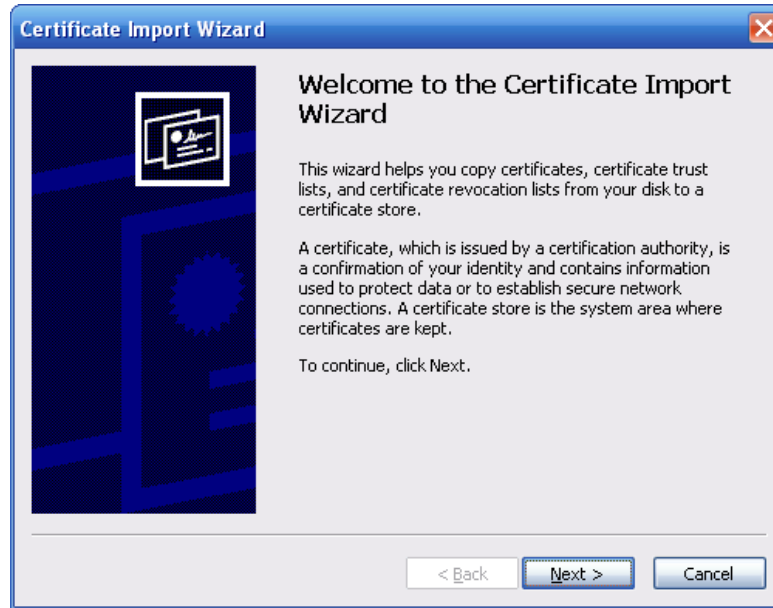 Certificate Import Wizard
Welcome to the Certificate Import
Wizard
This wizard helps you copy certificates, certificate trust
lists, and certificate revocation lists from your disk to a
certificate store.
A certificate, which is issued by a certification authority, is
a confirmation of your identity and contains information
used to protect data or to establish secure network
connections. A certificate store is the system area where
certificates are kept.
To continue, click Next.
< Back
Next >
Cancel